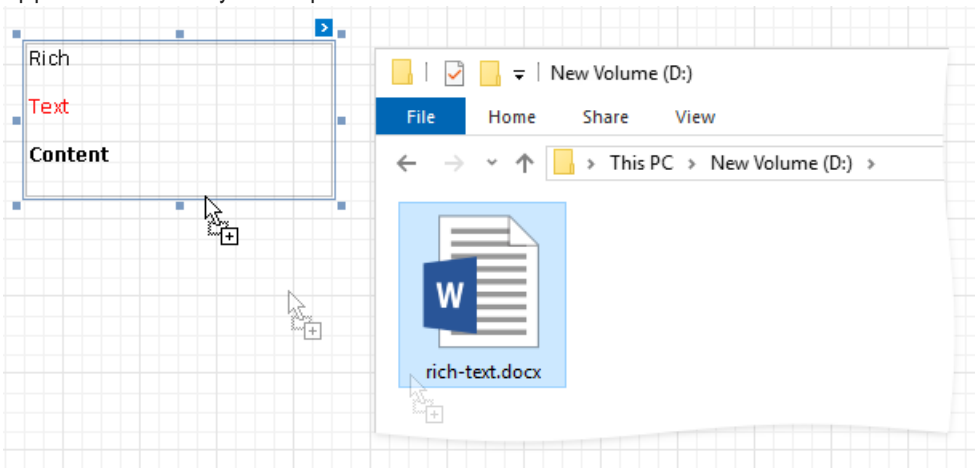 Rich
Text
Content
New Volume (D:)
File Home Share View
This PC > New Volume (D:) >
W
rich-text.docx